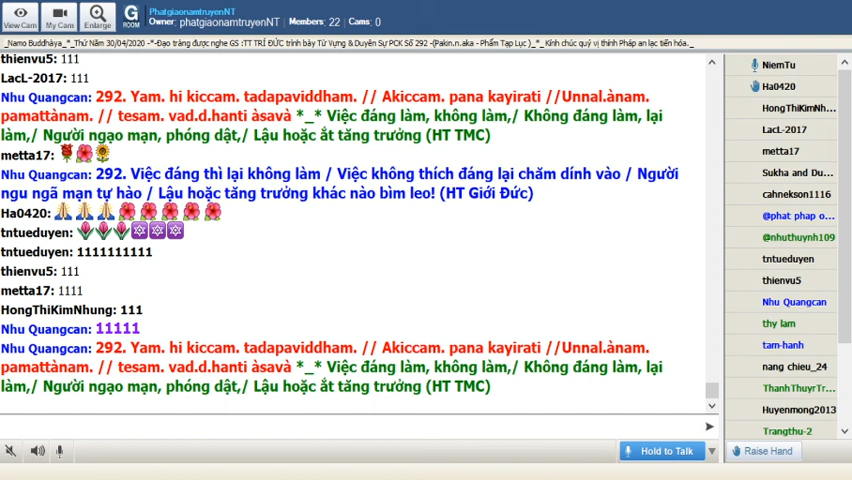 View Cam
My Cam
Enlarge
G
ROOM
PhatgiaonamtruyenNT
Owner: phatgiaonamtruyenNT Members: 22 Cams: 0
_Namo Buddhàya_*_Thứ Năm 30/04/2020 -*-Đạo tràng được nghe GS :TT TRÍ ĐỨC trình bày Từ Vựng & Duyên Sự PCK Số 292 -(Pakin.n.aka - Phẩm Tạp Lục )_*_ Kính chúc quý vị thính Pháp an lạc tiến hóa._
thienvu5: 111
LacL-2017: 111
Nhu Quangcan: 292. Yam. hi kiccam. tadapaviddham. // Akiccam. pana kayirati //Unnal.ànam.
pamattànam. // tesam. vad.d.hanti àsavà *_* Việc đáng làm, không làm,/ Không đáng làm, lại
làm,/ Người ngạo mạn, phóng dật,/ Lậu hoặc ắt tăng trưởng (HT TMC)
metta17:
Nhu Quangcan: 292. Việc đáng thì lại không làm / Việc không thích đáng lại chăm dính vào / Người
ngu ngã mạn tự hào / Lậu hoặc tăng trưởng khác nào bìm leo! (HT Giới Đức)
Ha0420:
tntueduyen:
tntueduyen: 1111111111
thienvu5: 111
metta17: 1111
HongThiKimNhung: 111
Nhu Quangcan: 11111
Nhu Quangcan: 292. Yam. hi kiccam. tadapaviddham. // Akiccam. pana kayirati //Unnal.ànam.
pamattànam. // tesam. vad.d.hanti àsavà *_* Việc đáng làm, không làm,/ Không đáng làm, lại
làm,/ Người ngạo mạn, phóng dật,/ Lậu hoặc ắt tăng trưởng (HT TMC)
NiemTu
Ha0420
HongThiKimNh...
LacL-2017
metta17
Sukha and Du...
cahnekson1116
@phat phap o...
@nhuthuynh109
tntueduyen
thienvu5
Nhu Quangcan
thy lam
tam-hanh
nang chieu_24
ThanhThuyrTr...
Huyenmong2013
Trangthu-2
Hold to Talk
Raise Hand